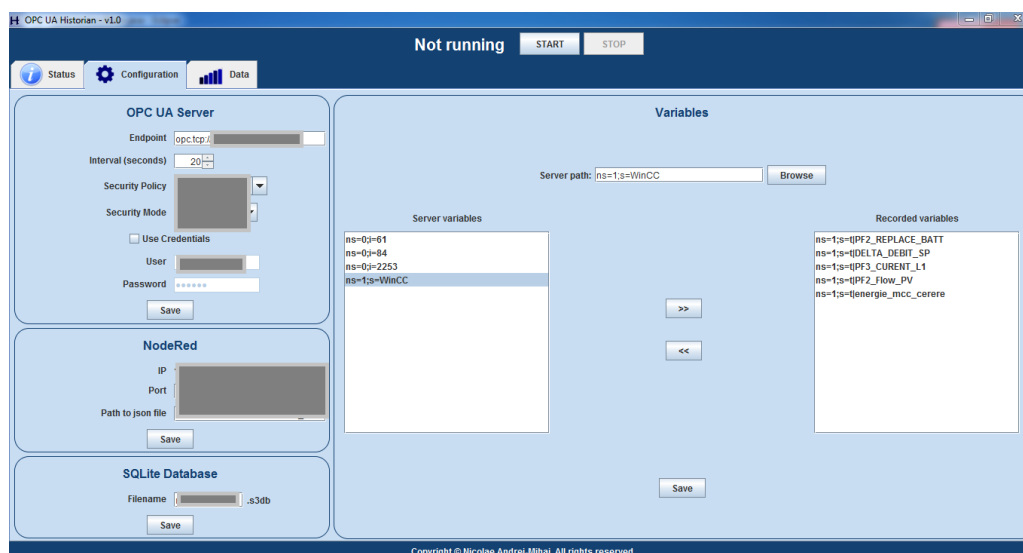 OPC UA Historian - v1.0
Not running START STOP
Status Configuration Data
OPC UA Server
Endpoint opc.tcp:/
Interval (seconds) 20
Security Policy
Security Mode
Use Credentials
User
Password ••••••
Save
NodeRed
IP
Port
Path to json file
Save
SQLite Database
Filename .s3db
Save
Variables
Server path: ns=1;s=WinCC Browse
Server variables
ns=0;i=61
ns=0;i=84
ns=0;i=2253
ns=1;s=WinCC
>>
<<
Recorded variables
ns=1;s=t|PF2_REPLACE_BATT
ns=1;s=t|DELTA_DEBIT_SP
ns=1;s=t|PF3_CURENT_L1
ns=1;s=t|PF2_Flow_PV
ns=1;s=t|energie_mcc_cerere
Save
Copyright © Nicolae Andrei-Mihai. All rights reserved.